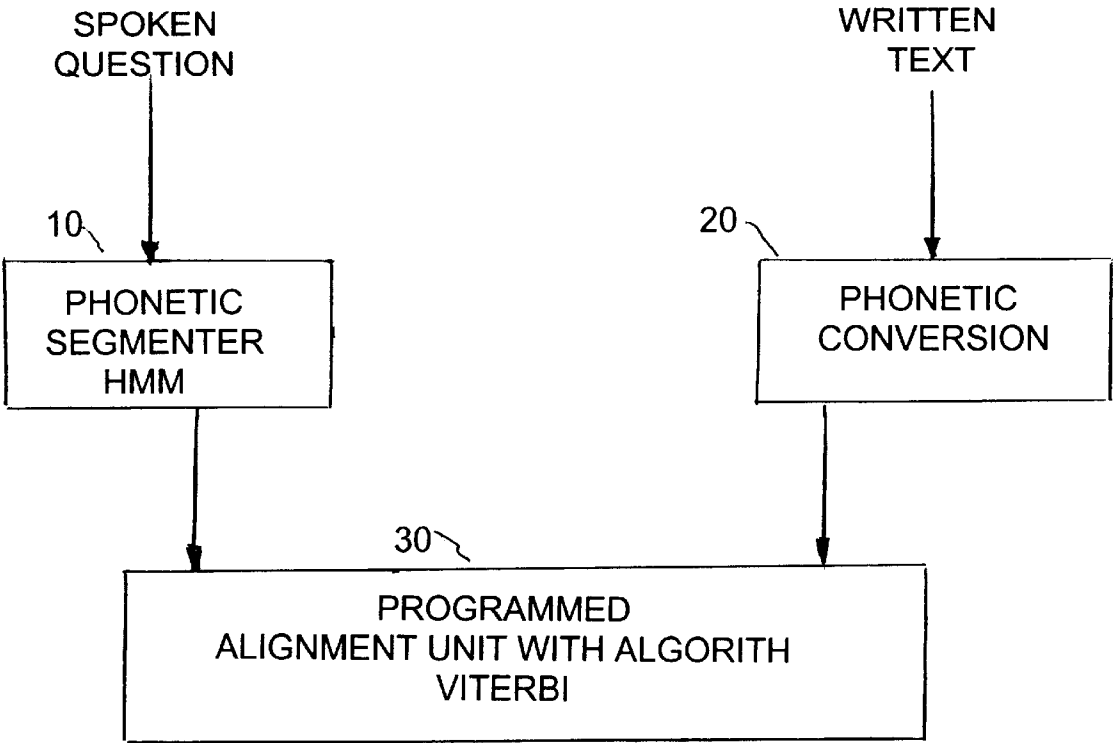 SPOKEN
QUESTION
WRITTEN
TEXT
10
20
PHONETIC
SEGMENTER
HMM
PHONETIC
CONVERSION
30
PROGRAMMED
ALIGNMENT UNIT WITH ALGORITH
VITERBI